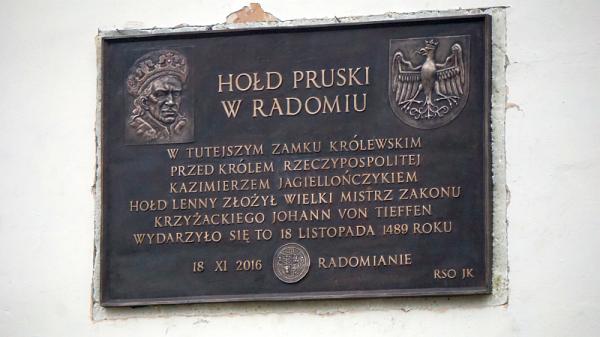 HOŁD PRUSKI
W RADOMIU
W TUTEJSZYM ZAMKU KRÓLEWSKIM
PRZED KRÓLEM RZECZYPOSPOLITEJ
KAZIMIERZEM JAGIELLOŃCZYKIEM
HOŁD LENNY ZŁOŻYŁ WIELKI MISTRZ ZAKONU
KRZYŻACKIEGO JOHANN VON TIEFFEN
WYDARZYŁO SIĘ TO 18 LISTOPADA 1489 ROKU
18 XI 2016 RADOMIANIE
RSO JK